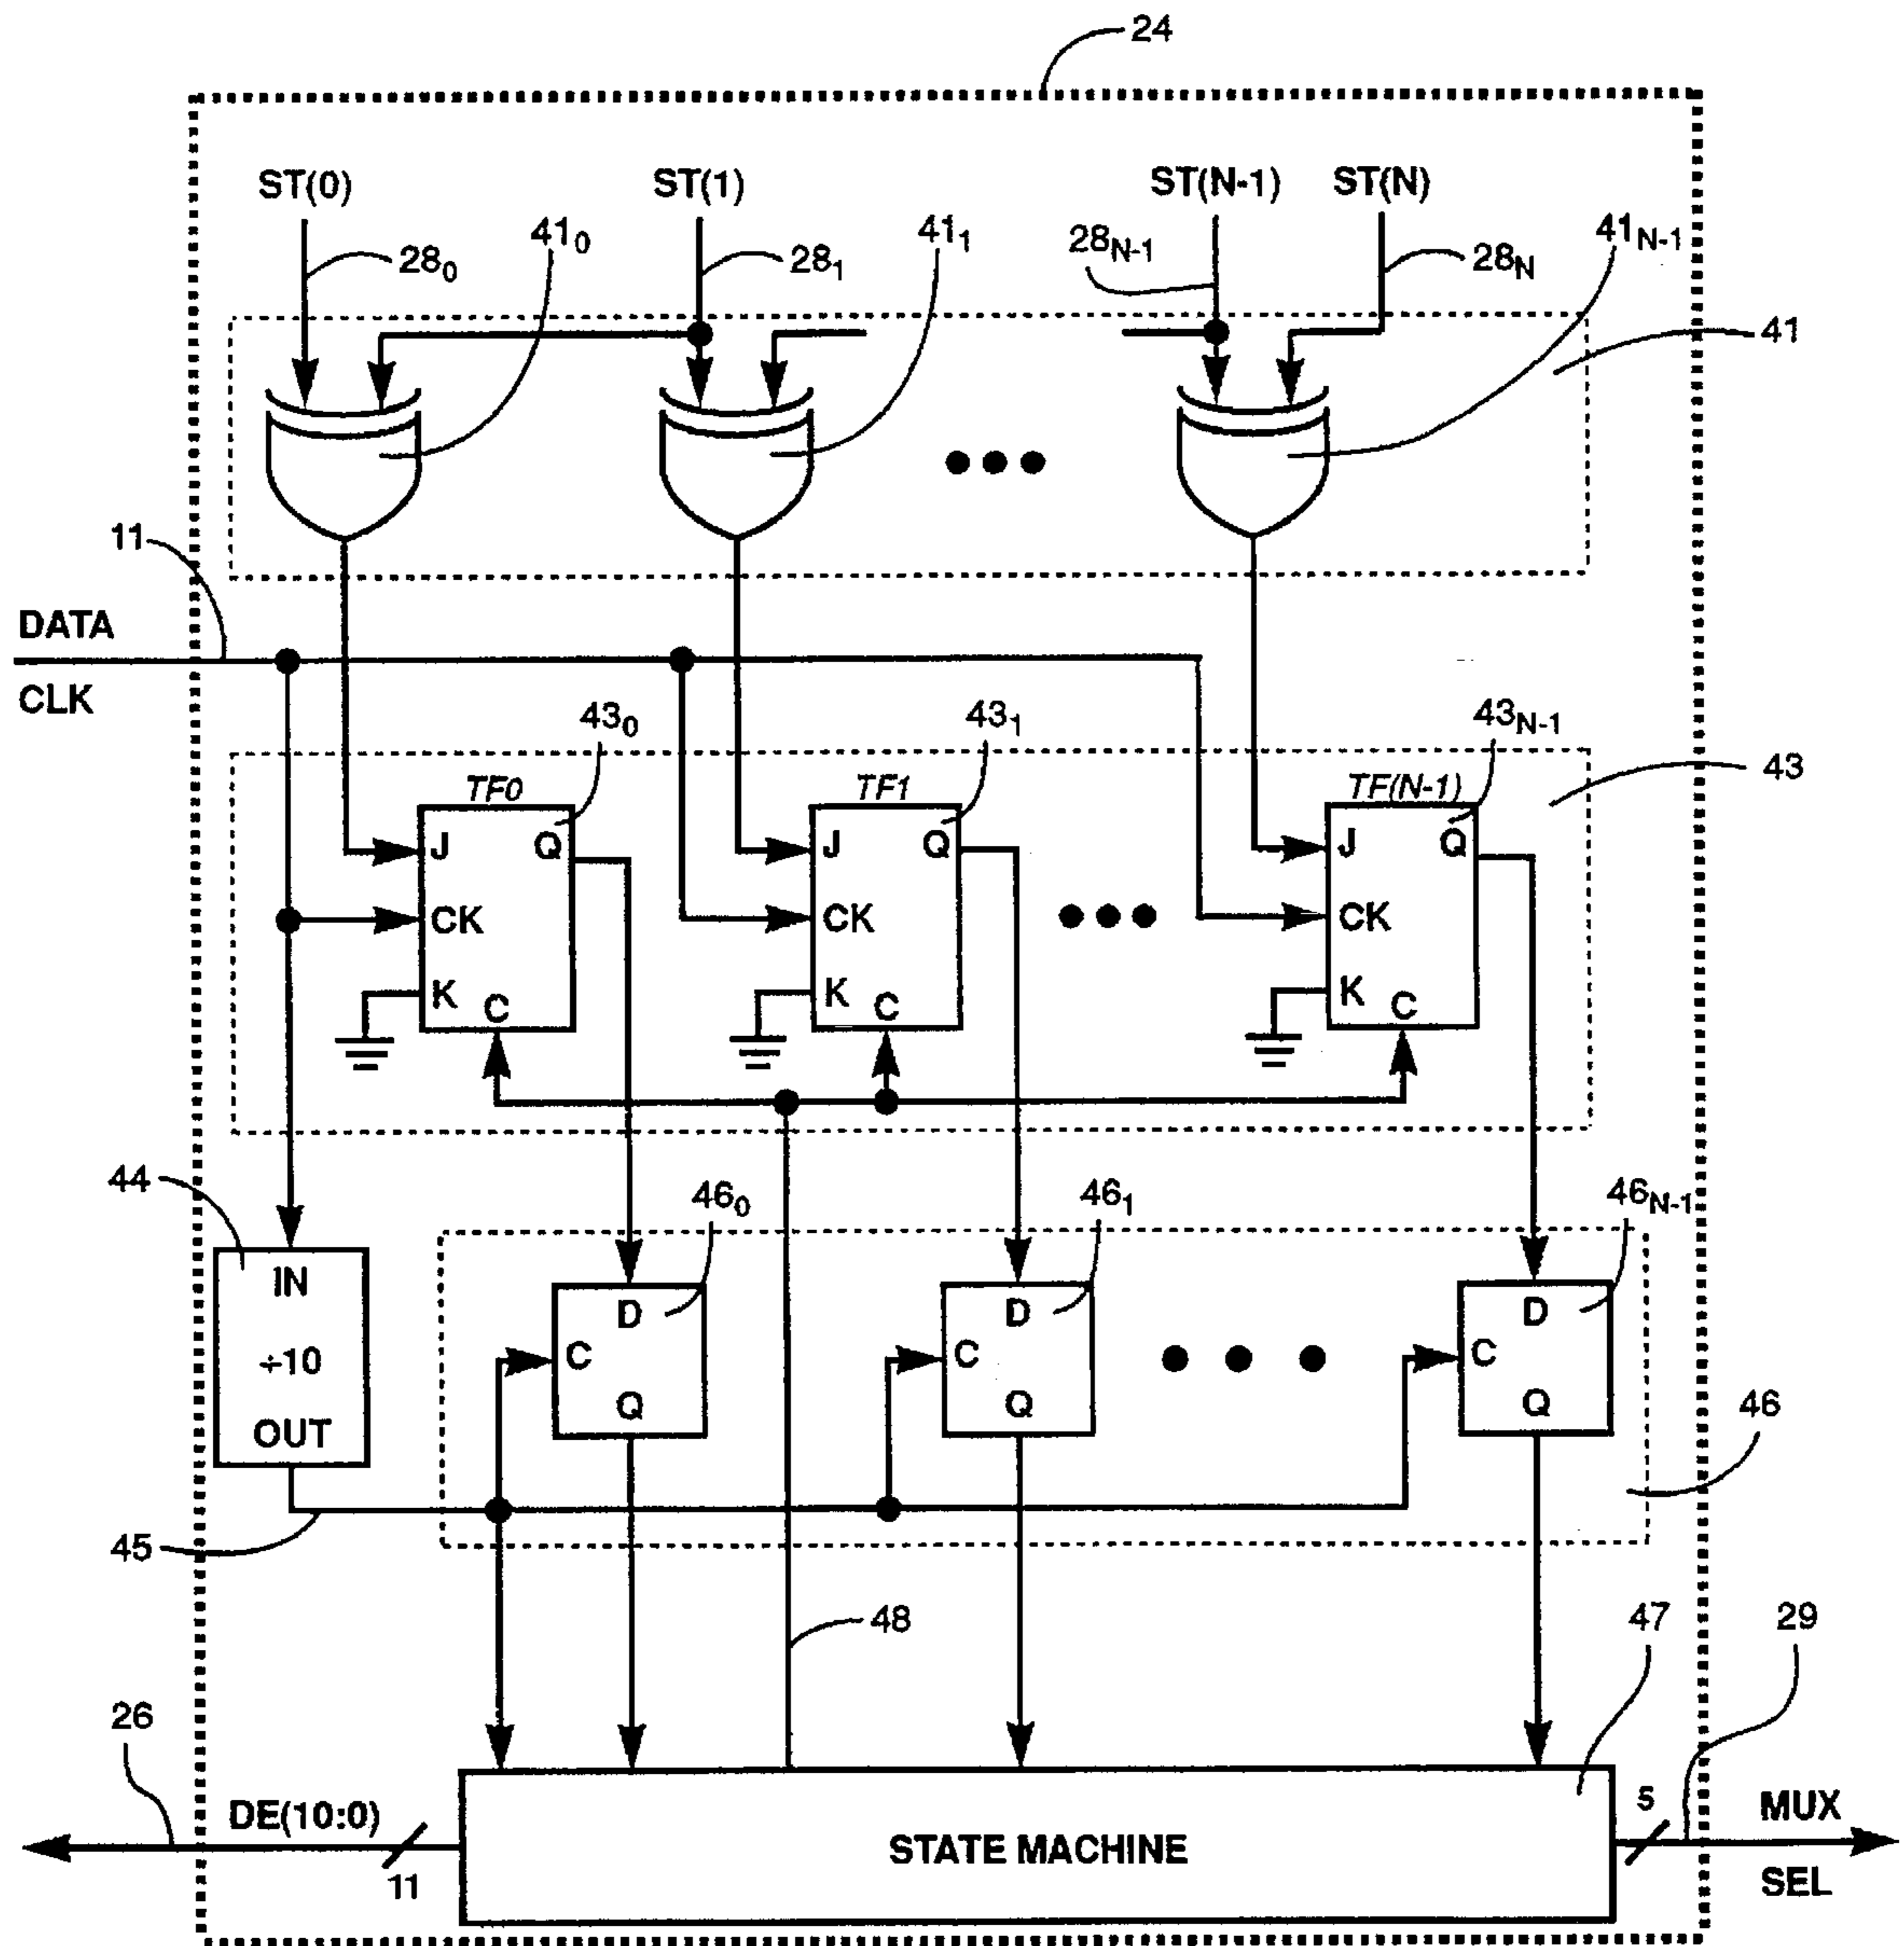 24
ST(0) ST(1) ST(N-1) ST(N)
28₀ 41₀ 28₁ 41₁ 28N-1 28N 41N-1
41
11
DATA
CLK
43₀ 43₁ 43N-1
43
TF0 TF1 TF(N-1)
J Q J Q J Q
CK CK CK
K C K C K C
44 46₀ 46₁ 46N-1
IN
÷10
OUT
D D D
C C C
Q Q Q
46
45
48 47 29
26
DE(10:0)
11
STATE MACHINE
5
MUX
SEL